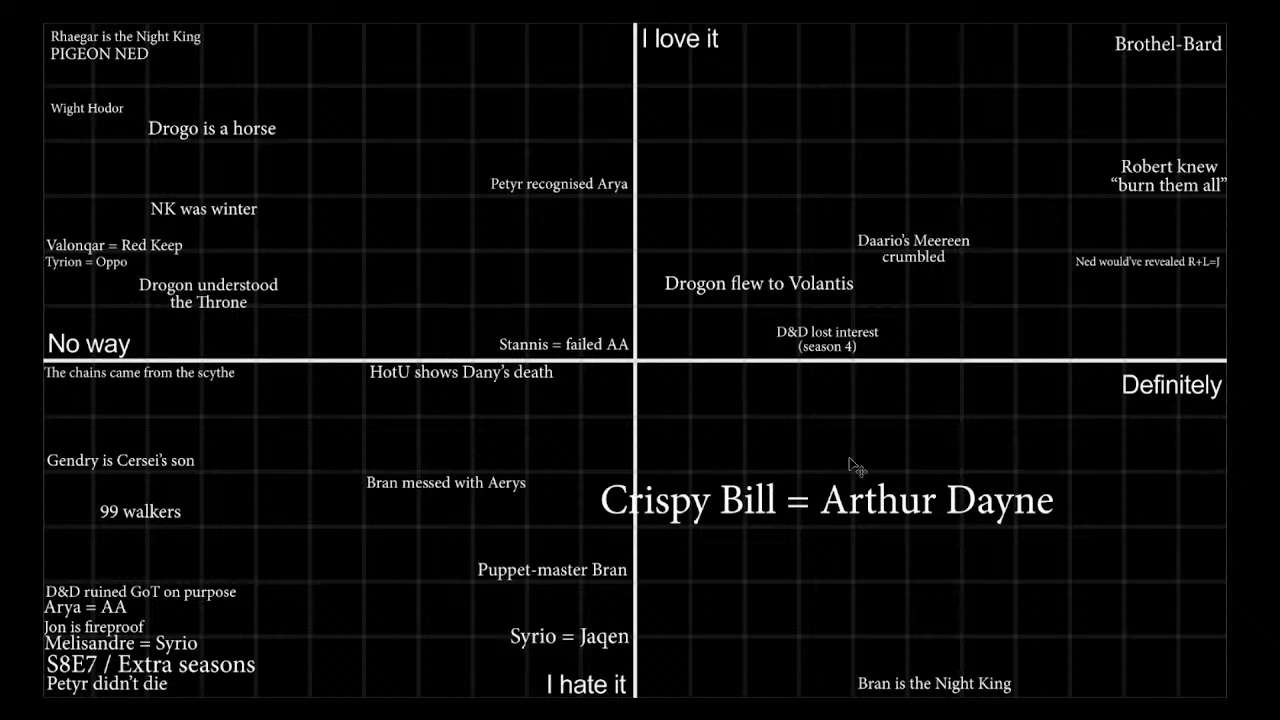 Rhaegar is the Night King
PIGEON NED
Wight Hodor
Drogo is a horse
Petyr recognised Arya
NK was winter
Valonqar = Red Keep
Tyrion = Oppo
Drogon understood
the Throne
No way
Stannis = failed AA
I love it
Brothel-Bard
Robert knew
“burn them all”
Daario’s Meereen
crumbled
Ned would’ve revealed R+L=J
Drogon flew to Volantis
D&D lost interest
(season 4)
The chains came from the scythe
HotU shows Dany’s death
Gendry is Cersei’s son
Bran messed with Aerys
99 walkers
Puppet-master Bran
D&D ruined GoT on purpose
Arya = AA
Jon is fireproof
Melisandre = Syrio
Syrio = Jaqen
S8E7 / Extra seasons
Petyr didn’t die
I hate it
Definitely
Crispy Bill = Arthur Dayne
Bran is the Night King